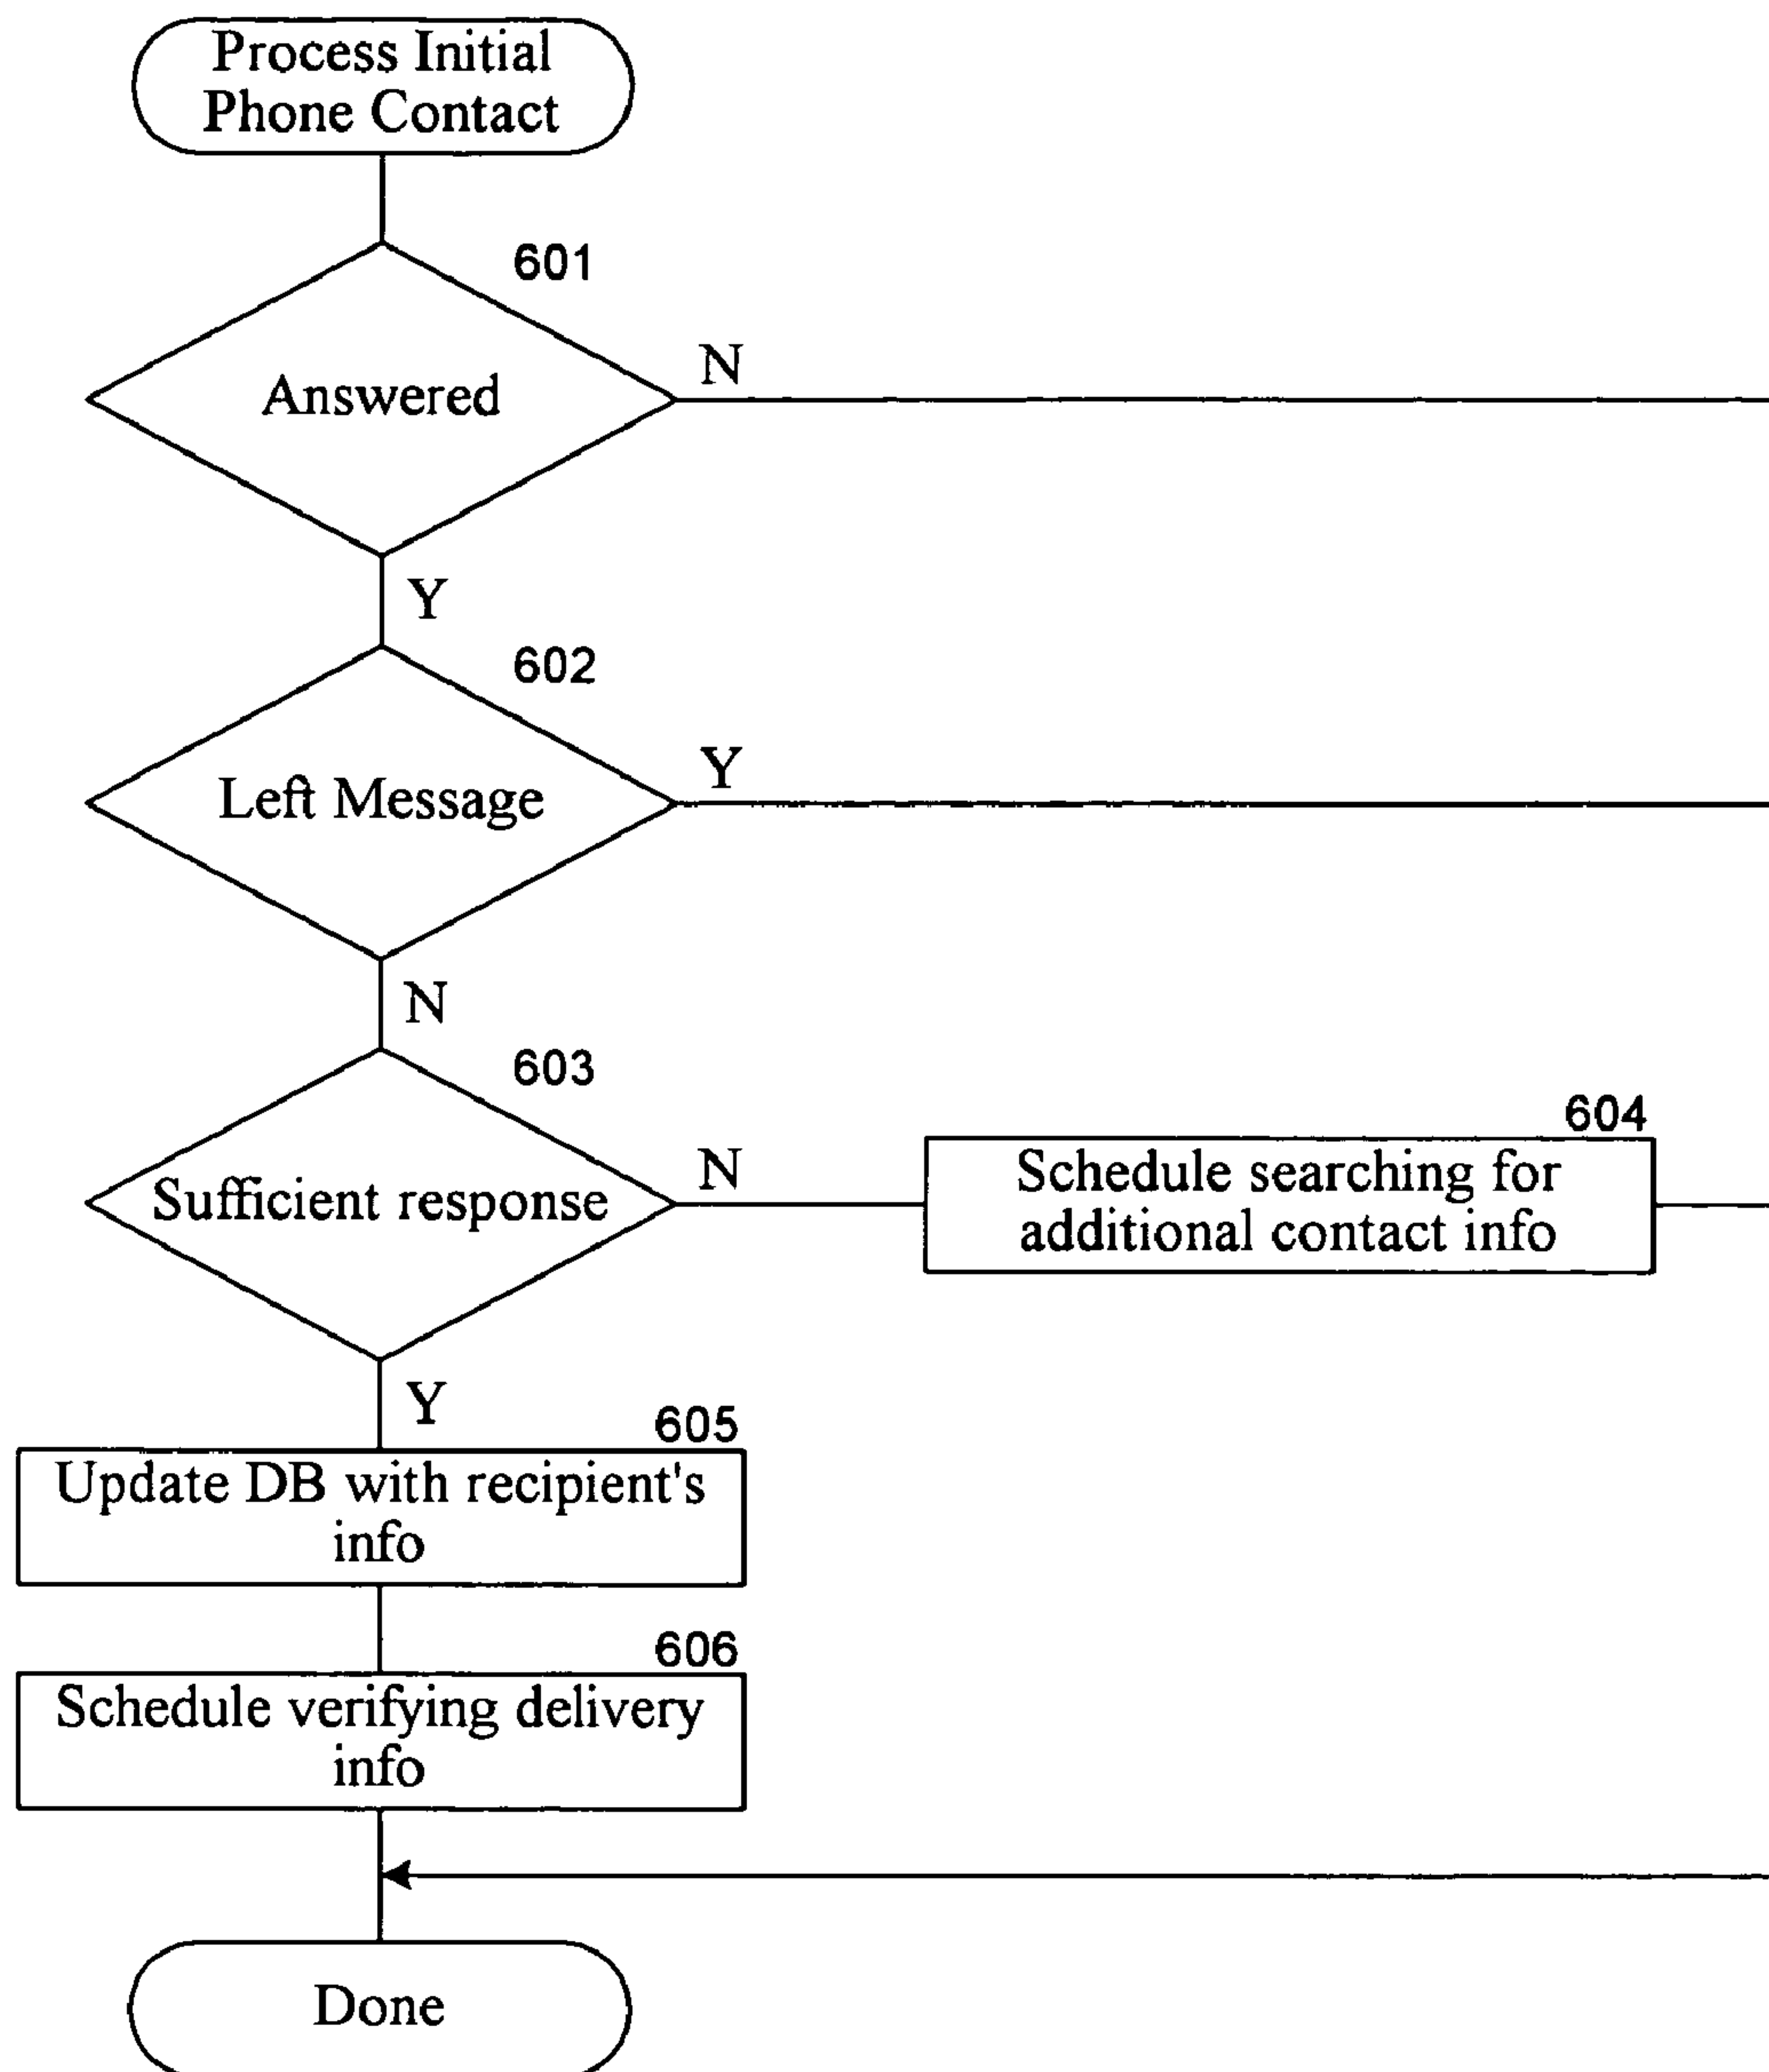 Process Initial
Phone Contact
601
Answered
N
Y
602
Left Message
Y
N
603
Sufficient response
N
604
Schedule searching for
additional contact info
Y
605
Update DB with recipient's
info
606
Schedule verifying delivery
info
Done